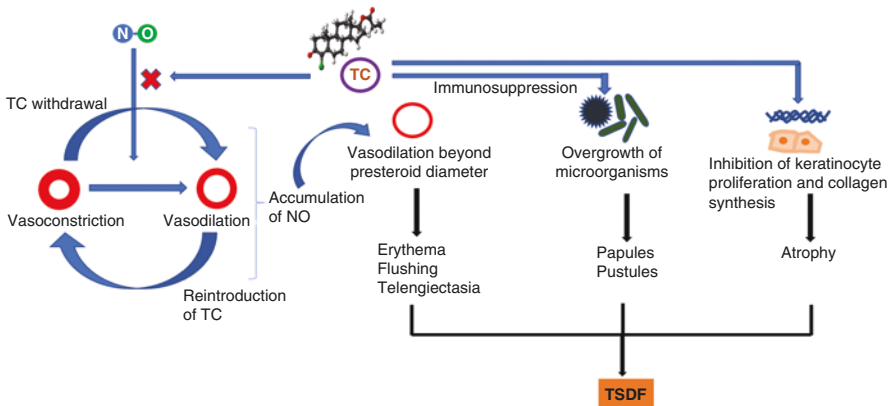 N O
TC
TC withdrawal
Immunosuppression
Vasoconstriction
Vasodilation
Accumulation
of NO
Reintroduction
of TC
Vasodilation beyond
presteroid diameter
Overgrowth of
microorganisms
Inhibition of keratinocyte
proliferation and collagen
synthesis
Erythema
Flushing
Telengiectasia
Papules
Pustules
Atrophy
TSDF